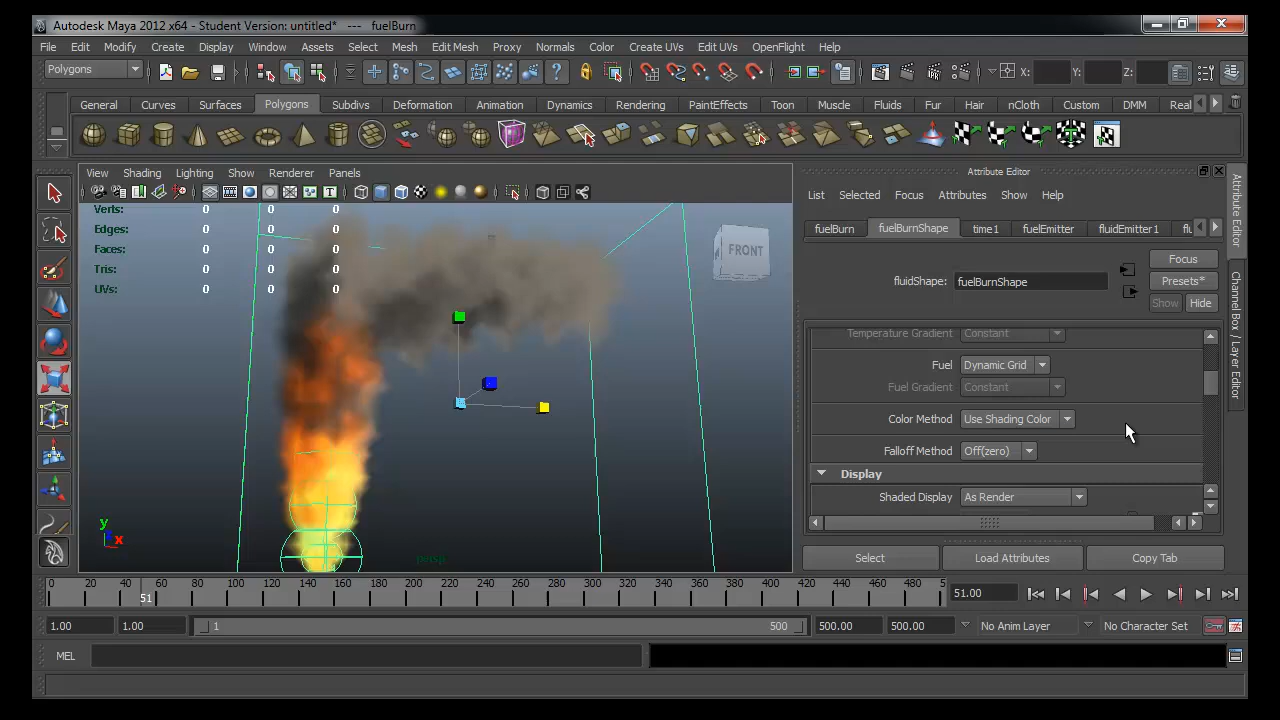 Autodesk Maya 2012 x64 - Student Version: untitled* --- fuelBurn
File Edit Modify Create Display Window Assets Select Mesh Edit Mesh Proxy Normals Color Create UVs Edit UVs OpenFlight Help
Polygons X: Y: Z:
General Curves Surfaces Polygons Subdivs Deformation Animation Dynamics Rendering PaintEffects Toon Muscle Fluids Fur Hair nCloth Custom DMM Real
Attribute Editor
View Shading Lighting Show Renderer Panels
List Selected Focus Attributes Show Help
Verts: 0 0 0
Edges: 0 0 0
Faces: 0 0 0
Tris: 0 0 0
UVs: 0 0 0
FRONT
fuelBurn fuelBurnShape time1 fuelEmitter fluidEmitter1 flu
Focus
fluidShape: fuelBurnShape
Presets*
Show Hide
Temperature Gradient Constant
Fuel Dynamic Grid
Fuel Gradient Constant
Color Method Use Shading Color
Falloff Method Off(zero)
Display
Shaded Display As Render
Select Load Attributes Copy Tab
Attribute Editor
Channel Box / Layer Editor
y
x
persp
0 20 40 60 80 100 120 140 160 180 200 220 240 260 280 300 320 340 360 380 400 420 440 460 480 5
51
51.00
1.00 1.00 1 500 500.00 500.00 No Anim Layer No Character Set
MEL